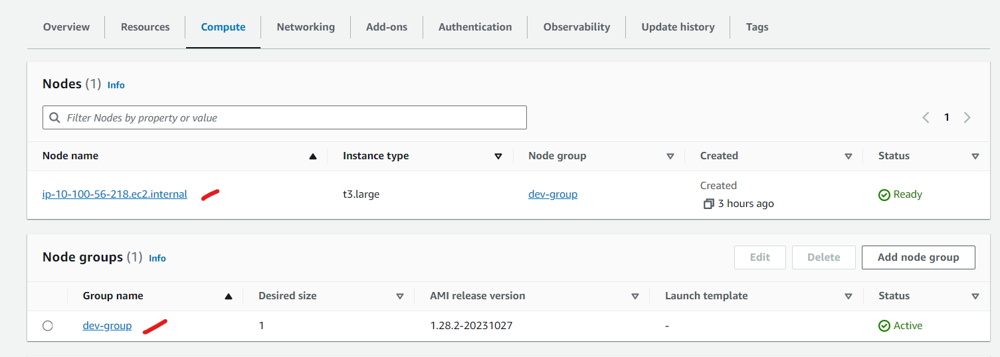 Overview Resources Compute Networking Add-ons Authentication Observability Update history Tags
Nodes (1) Info
Filter Nodes by property or value
1
Node name Instance type Node group Created Status
ip-10-100-56-218.ec2.internal t3.large dev-group Created
3 hours ago Ready
Node groups (1) Info Edit Delete Add node group
Group name Desired size AMI release version Launch template Status
dev-group 1 1.28.2-20231027 - Active